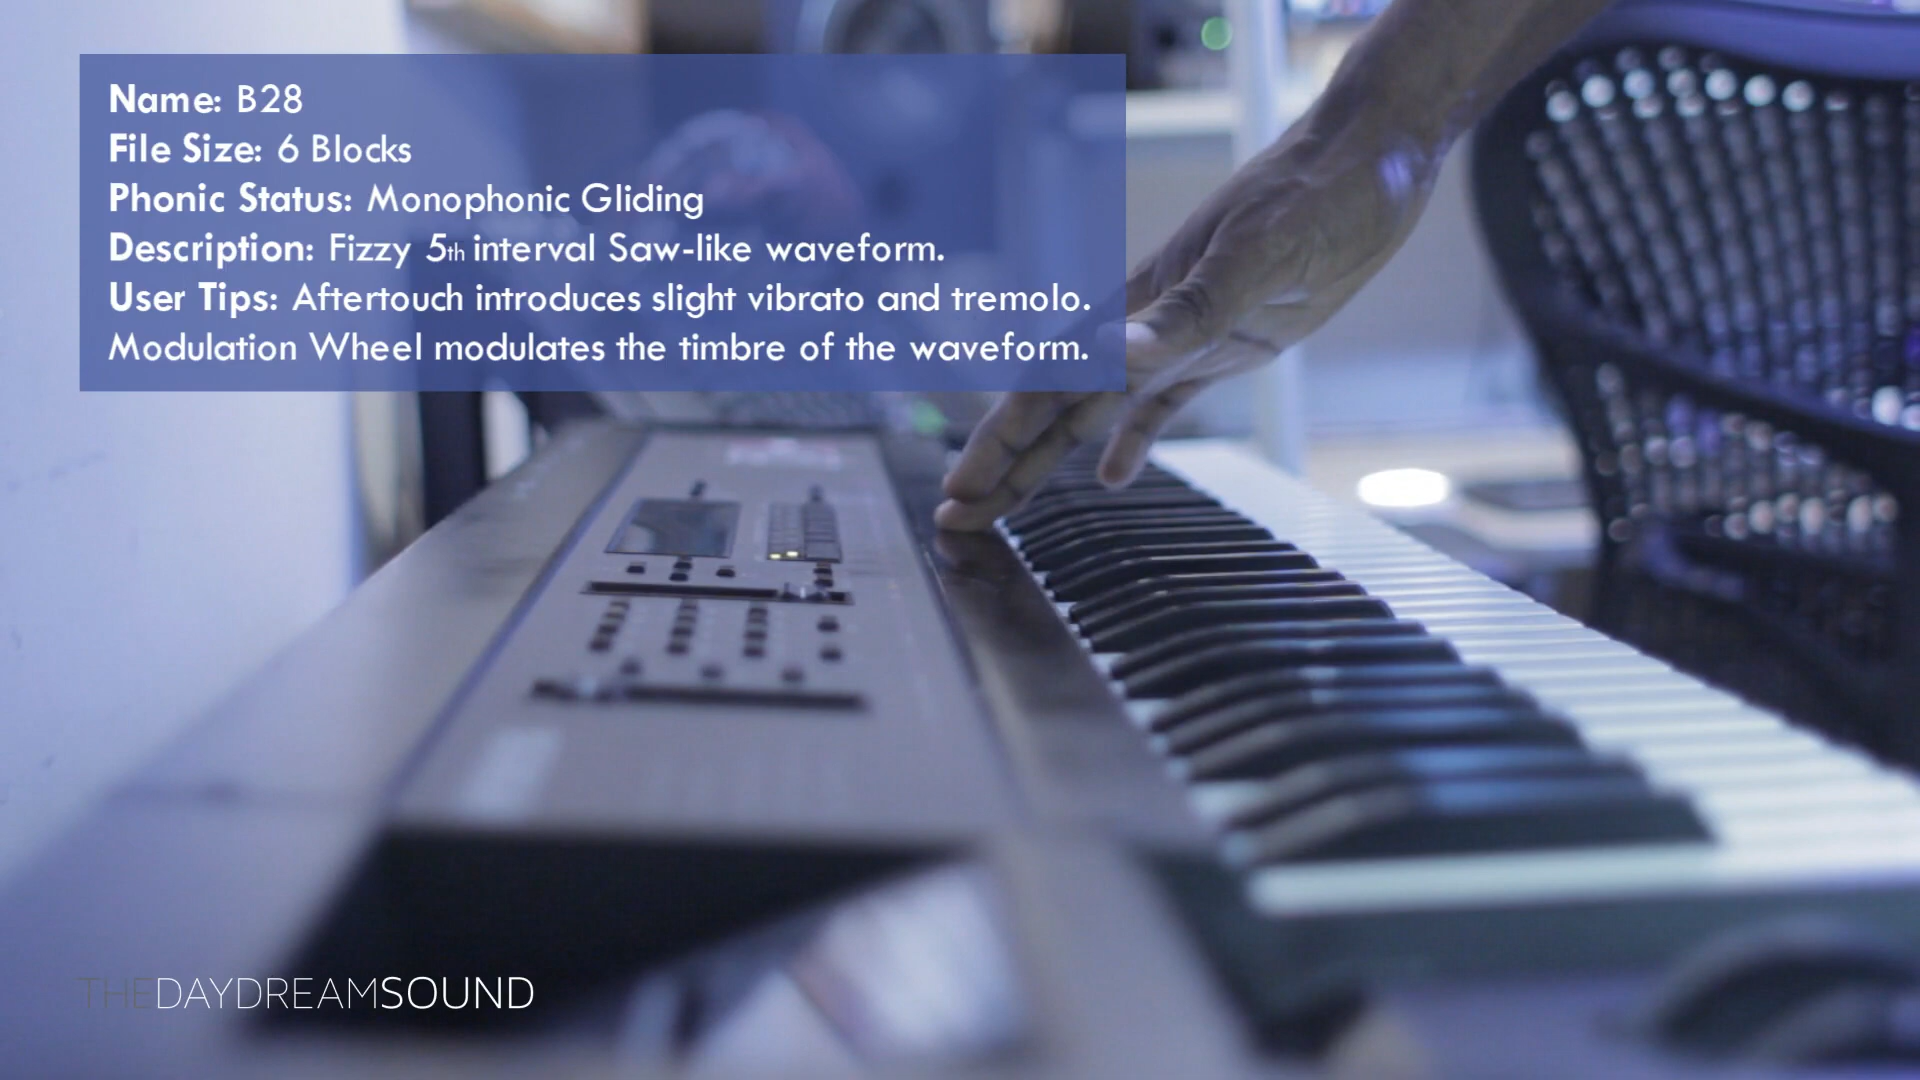 Name: B28
File Size: 6 Blocks
Phonic Status: Monophonic Gliding
Description: Fizzy 5th interval Saw-like waveform.
User Tips: Aftertouch introduces slight vibrato and tremolo.
Modulation Wheel modulates the timbre of the waveform.
THEDAYDREAMSOUND